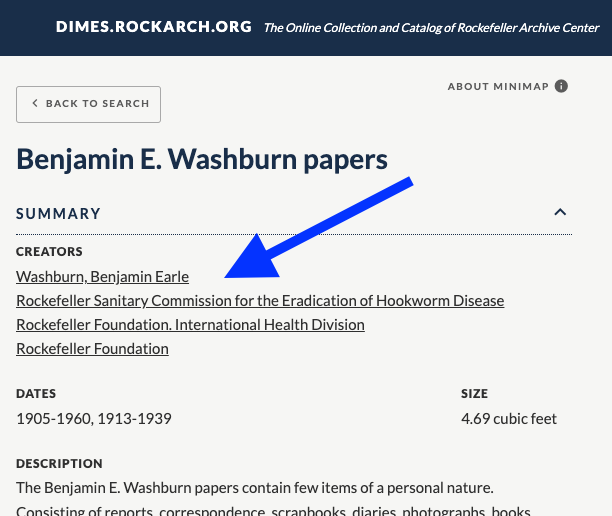 DIMES.ROCKARCH.ORG The Online Collection and Catalog of Rockefeller Archive Center
ABOUT MINIMAP
BACK TO SEARCH
Benjamin E. Washburn papers
SUMMARY
CREATORS
Washburn, Benjamin Earle
Rockefeller Sanitary Commission for the Eradication of Hookworm Disease
Rockefeller Foundation. International Health Division
Rockefeller Foundation
DATES
SIZE
1905-1960, 1913-1939
4.69 cubic feet
DESCRIPTION
The Benjamin E. Washburn papers contain few items of a personal nature.
Consisting of reports, correspondence, scrapbooks, diaries, photographs, books,